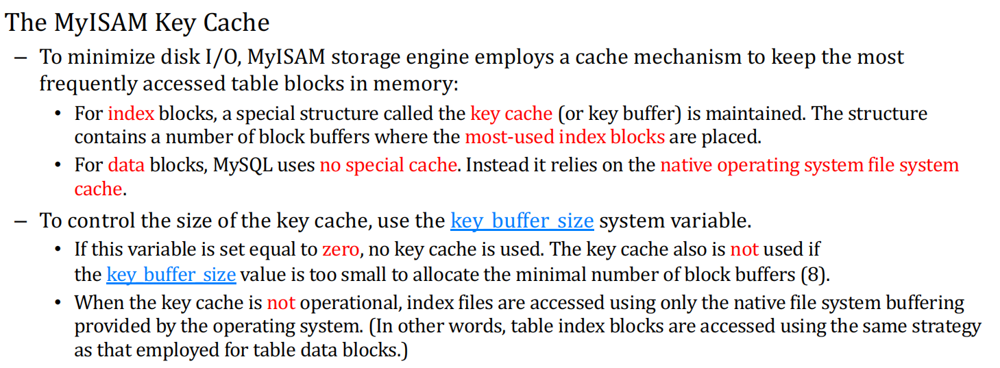 The MyISAM Key Cache
– To minimize disk I/O, MyISAM storage engine employs a cache mechanism to keep the most
frequently accessed table blocks in memory:
• For index blocks, a special structure called the key cache (or key buffer) is maintained. The structure
contains a number of block buffers where the most-used index blocks are placed.
• For data blocks, MySQL uses no special cache. Instead it relies on the native operating system file system
cache.
– To control the size of the key cache, use the key_buffer_size system variable.
• If this variable is set equal to zero, no key cache is used. The key cache also is not used if
the key_buffer_size value is too small to allocate the minimal number of block buffers (8).
• When the key cache is not operational, index files are accessed using only the native file system buffering
provided by the operating system. (In other words, table index blocks are accessed using the same strategy
as that employed for table data blocks.)